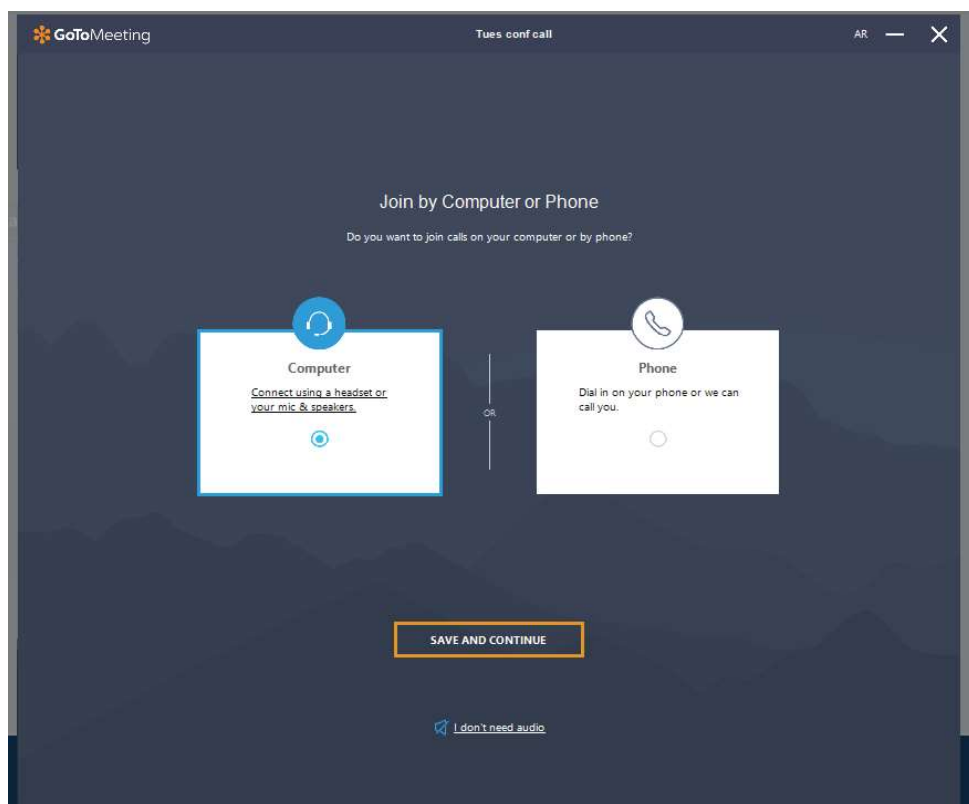 GoToMeeting
Tues conf call
AR
Join by Computer or Phone
Do you want to join calls on your computer or by phone?
Computer
Connect using a headset or
your mic & speakers.
OR
Phone
Dial in on your phone or we can
call you.
SAVE AND CONTINUE
I don't need audio